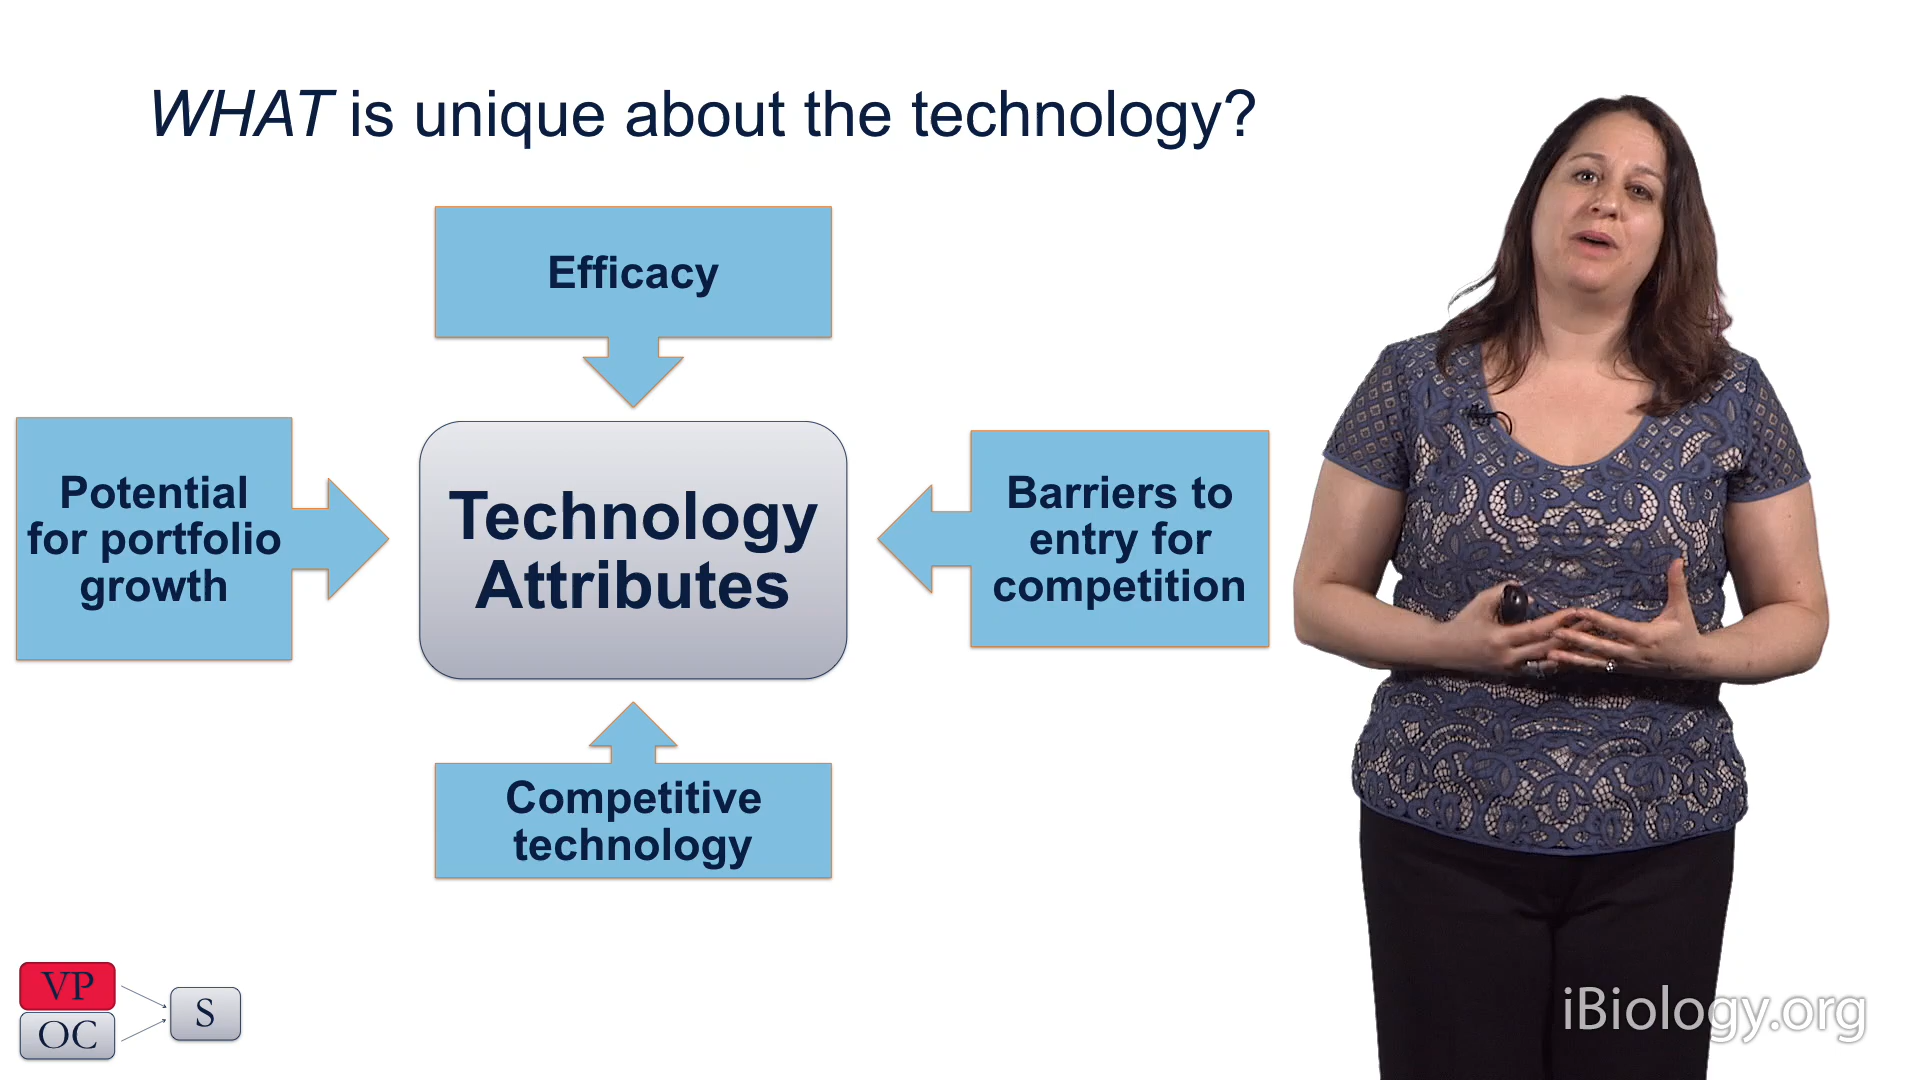 WHAT is unique about the technology?
Efficacy
Potential
for portfolio
growth
Technology
Attributes
Barriers to
entry for
competition
Competitive
technology
VP
OC
S
iBiology.org